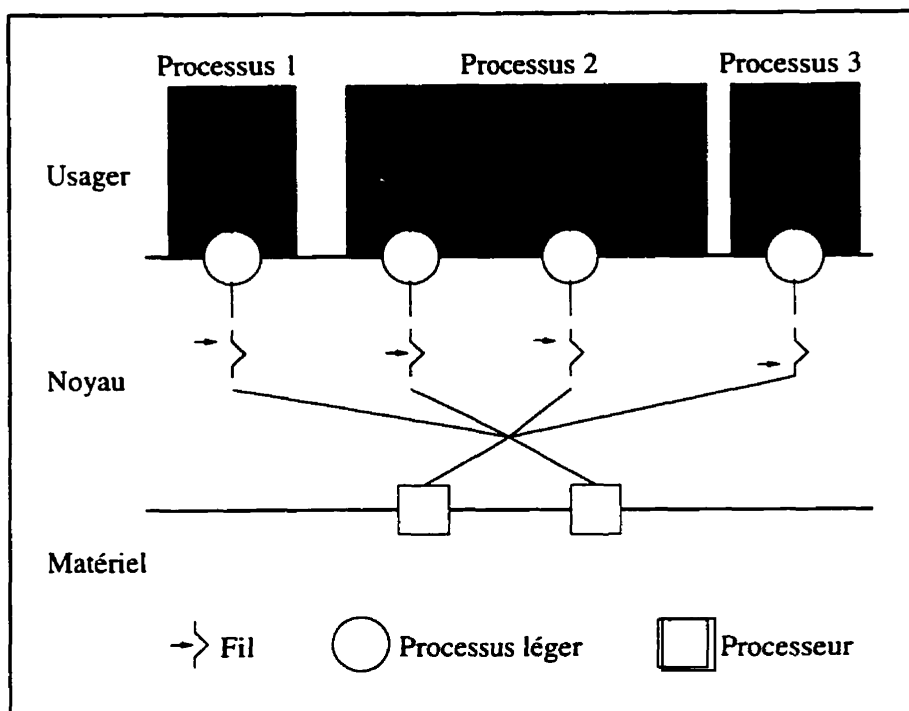 Processus 1 Processus 2 Processus 3
Usager
Noyau
Matériel
Fil Processus léger Processeur